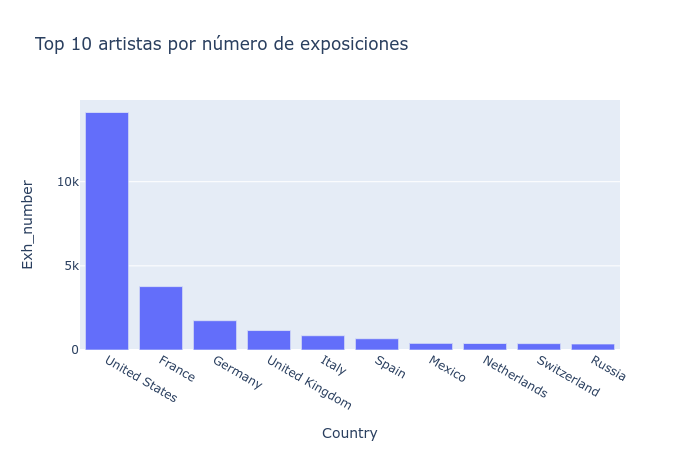 Top 10 artistas por número de exposiciones
Exh_number
10k
5k
0
United States
France
Germany
United Kingdom
Italy
Spain
Mexico
Netherlands
Switzerland
Russia
Country